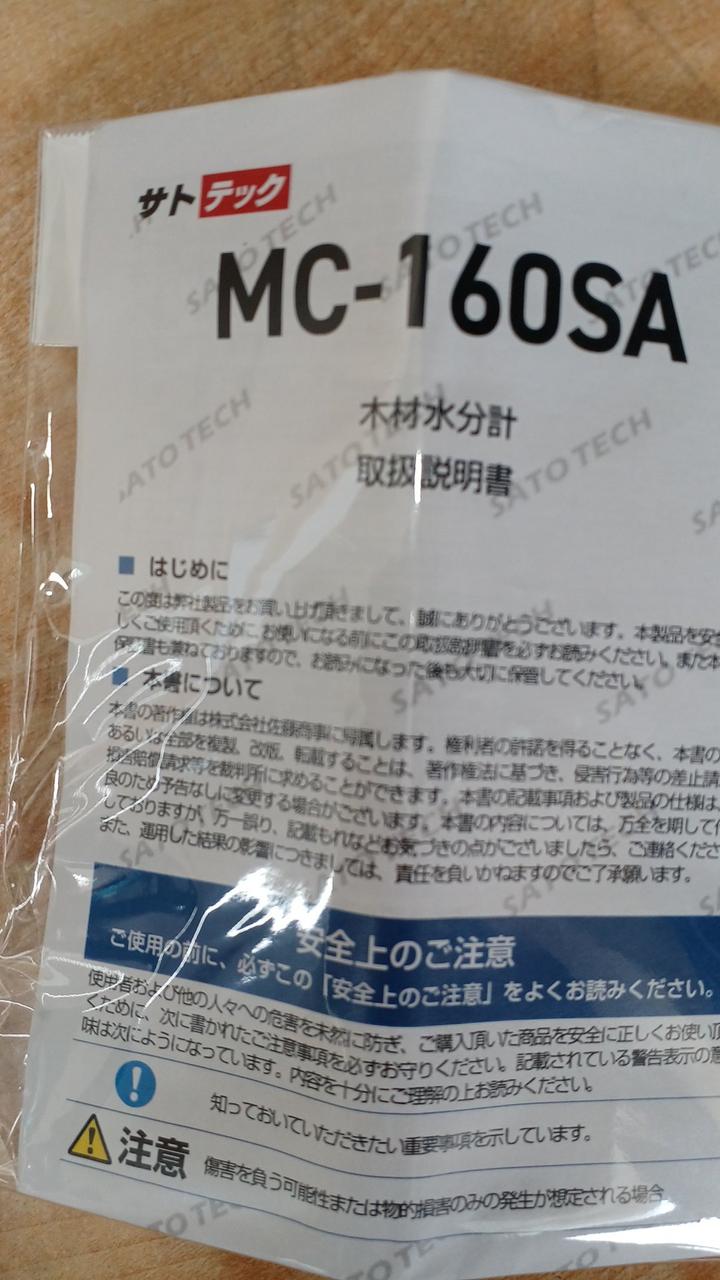 サトテック
MC-160SA
木材水分計
取扱説明書
■ はじめに
この度は弊社製品をお買い上げ頂きまして、誠にありがとうございます。本製品を安全
しくご使用頂くために お使いになる前にこの取扱説明書を必ずお読みください。また本
保証書も兼ねておりますので、お読みになった後も大切に保管してください。
■ 本書について
本書の著作権は株式会社佐藤商事に帰属します。権利者の許諾を得ることなく、本書の
あるいは全部を複製、改版、転載することは、著作権法に基づき、侵害行為等の差止請
損害賠償請求等を裁判所に求めることができます。本書の記載事項および製品の仕様は、
良のため予告なしに変更する場合がございます。本書の内容については、万全を期して
しておりますが、万一誤り、記載もれなどお気づきの点がございましたら、ご連絡くださ
また、運用した結果の影響につきましては、責任を負いかねますのでご了承願います。
安全上のご注意
ご使用の前に、必ずこの「安全上のご注意」をよくお読みください。
使用者および他の人々への危害を未然に防ぎ、ご購入頂いた商品を安全に正しくお使い頂
くために、次に書かれたご注意事項を必ずお守りください。記載されている警告表示の意
味は次にようになっています。内容を十分にご理解の上お読みください。
知っておいていただきたい重要事項を示しています。
注意 傷害を負う可能性または物的損害のみの発生が想定される場合